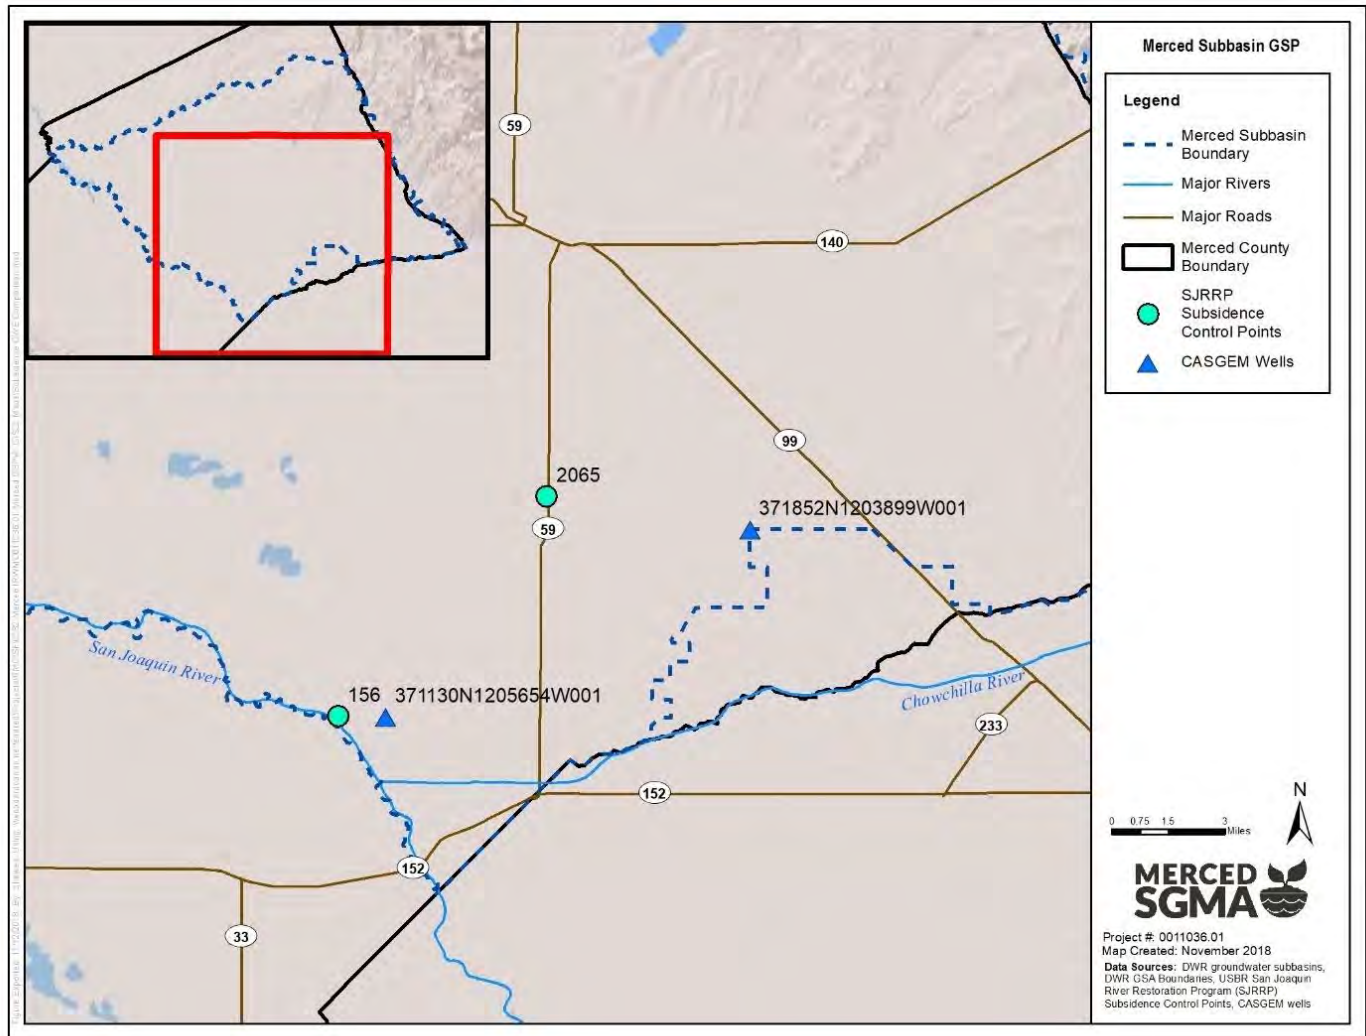 Merced Subbasin GSP
Legend
Merced Subbasin
Boundary
Major Rivers
Major Roads
Merced County
Boundary
SJRRP
Subsidence
Control Points
CASGEM Wells
59
140
99
2065
59
371852N1203899W001
San Joaquin River
156
371130N1205654W001
Chowchilla River
233
152
152
33
N
0 0.75 1.5 3
Miles
MERCED
SGMA
Project #: 0011036.01
Map Created: November 2018
Data Sources: DWR groundwater subbasins,
DWR GSA Boundaries, USBR San Joaquin
River Restoration Program (SJRRP)
Subsidence Control Points, CASGEM wells